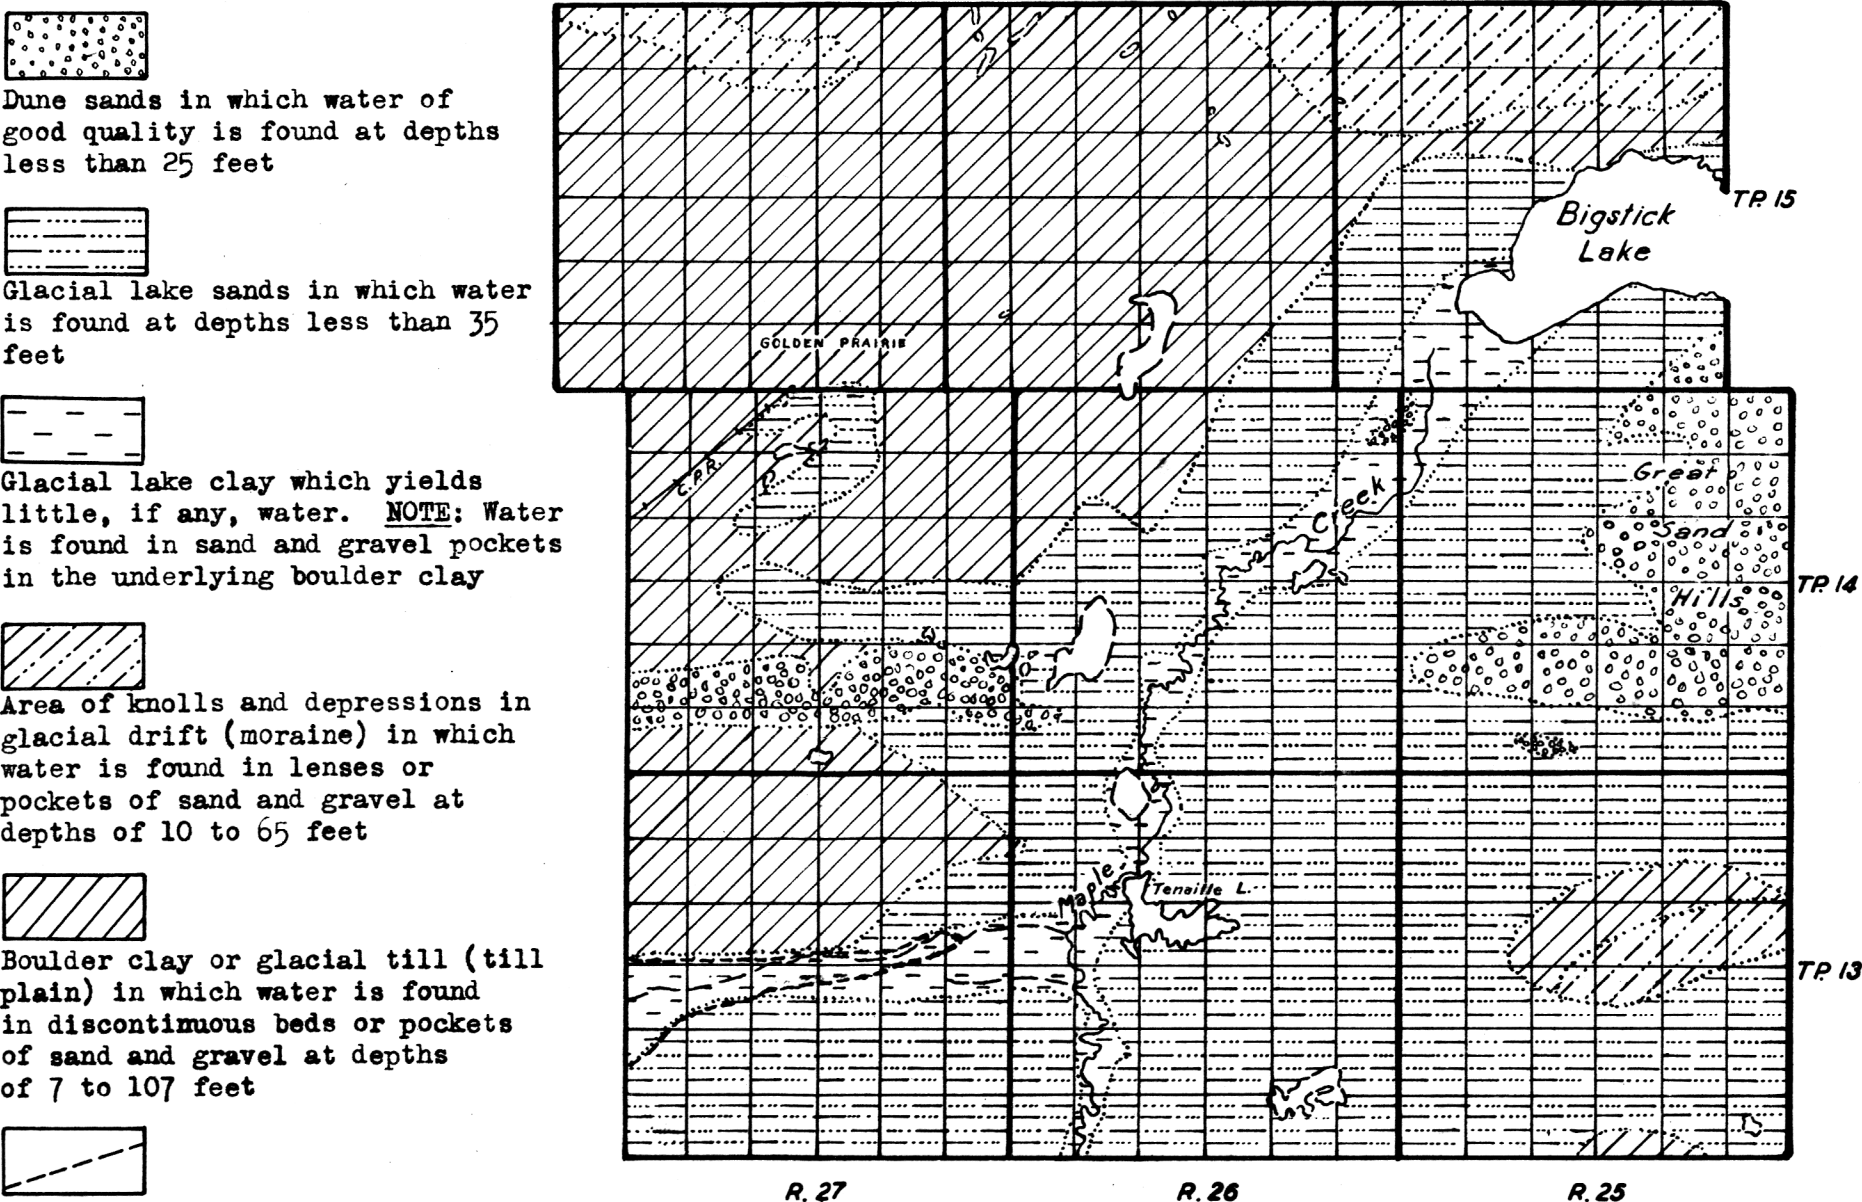 Dune sands in which water of
good quality is found at depths
less than 25 feet
Glacial lake sands in which water
is found at depths less than 35
feet
Glacial lake clay which yields
little, if any, water. NOTE: Water
is found in sand and gravel pockets
in the underlying boulder clay
Area of knolls and depressions in
glacial drift (moraine) in which
water is found in lenses or
pockets of sand and gravel at
depths of 10 to 65 feet
Boulder clay or glacial till (till
plain) in which water is found
in discontinuous beds or pockets
of sand and gravel at depths
of 7 to 107 feet
TP. 15
Bigstick
Lake
GOLDEN PRAIRIE
C.P.R.
Creek
Great
Sand
Hills
TP. 14
Maple
Tenaille L.
TP. 13
R. 27
R. 26
R. 25